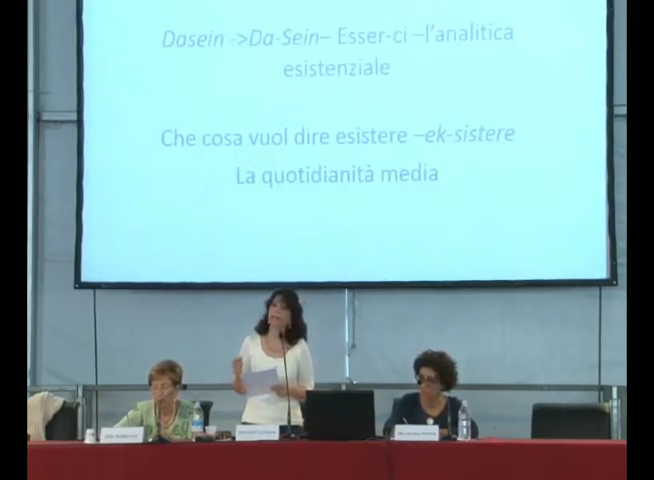 Dasein ->Da-Sein– Esser-ci –l'analitica
esistenziale
Che cosa vuol dire esistere –ek-sistere
La quotidianità media